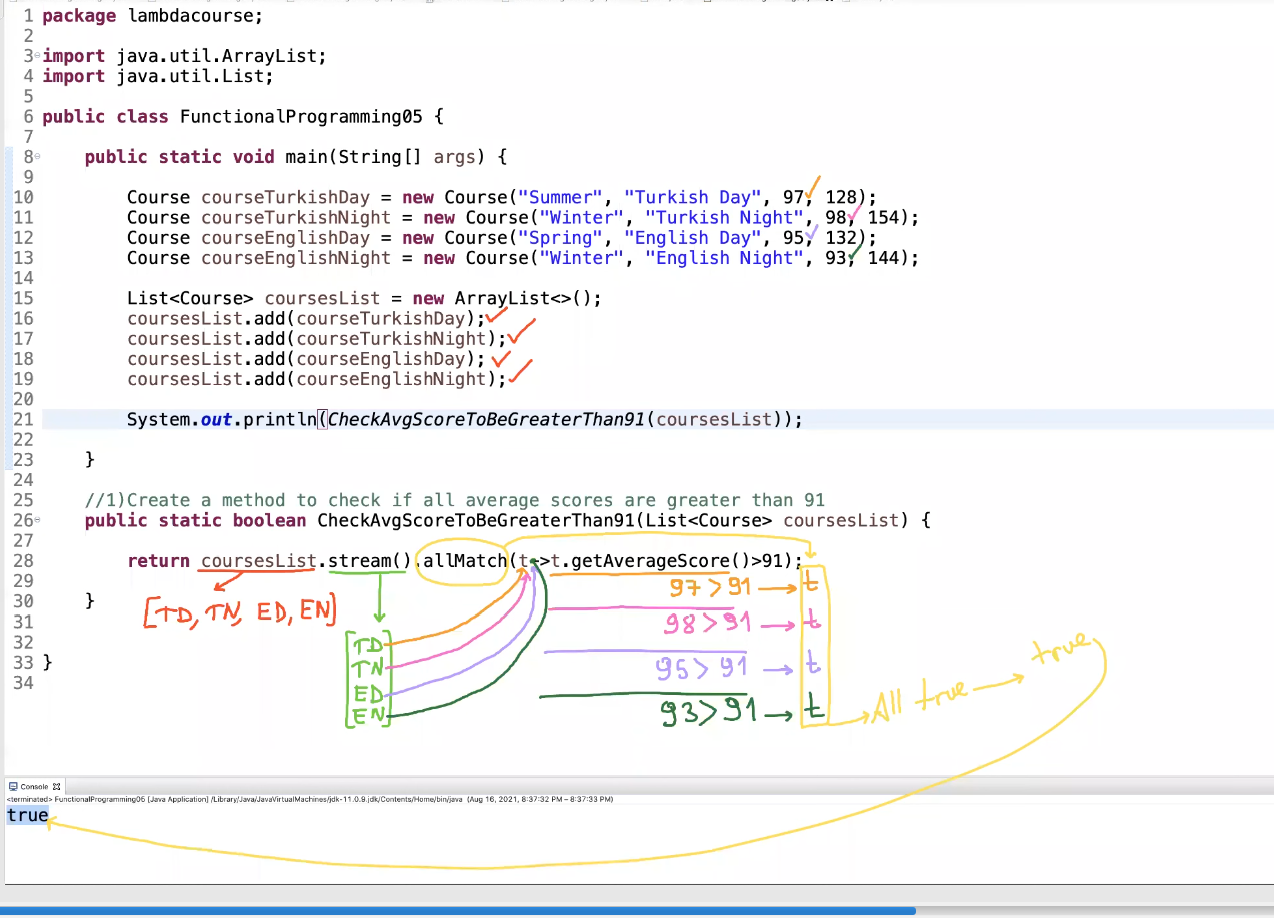 1 package lambdacourse;
2
3 import java.util.ArrayList;
4 import java.util.List;
5
6 public class FunctionalProgramming05 {
7
8 public static void main(String[] args) {
9
10 Course courseTurkishDay = new Course("Summer", "Turkish Day", 97, 128);
11 Course courseTurkishNight = new Course("Winter", "Turkish Night", 98, 154);
12 Course courseEnglishDay = new Course("Spring", "English Day", 95, 132);
13 Course courseEnglishNight = new Course("Winter", "English Night", 93, 144);
14
15 List<Course> coursesList = new ArrayList<>();
16 coursesList.add(courseTurkishDay);
17 coursesList.add(courseTurkishNight);
18 coursesList.add(courseEnglishDay);
19 coursesList.add(courseEnglishNight);
20
21 System.out.println(CheckAvgScoreToBeGreaterThan91(coursesList));
22
23 }
24
25 //1)Create a method to check if all average scores are greater than 91
26 public static boolean CheckAvgScoreToBeGreaterThan91(List<Course> coursesList) {
27
28 return coursesList.stream().allMatch(t->t.getAverageScore()>91);
29
30 }
31
32
33 }
34
[TD, TN, ED, EN]
TD
TN
ED
EN
97 > 91 → t
98 > 91 → t
95 > 91 → t
93 > 91 → t
→ All true → true
Console
<terminated> FunctionalProgramming05 [Java Application] /Library/Java/JavaVirtualMachines/jdk-11.0.9.jdk/Contents/Home/bin/java (Aug 16, 2021, 8:37:32 PM – 8:37:33 PM)
true